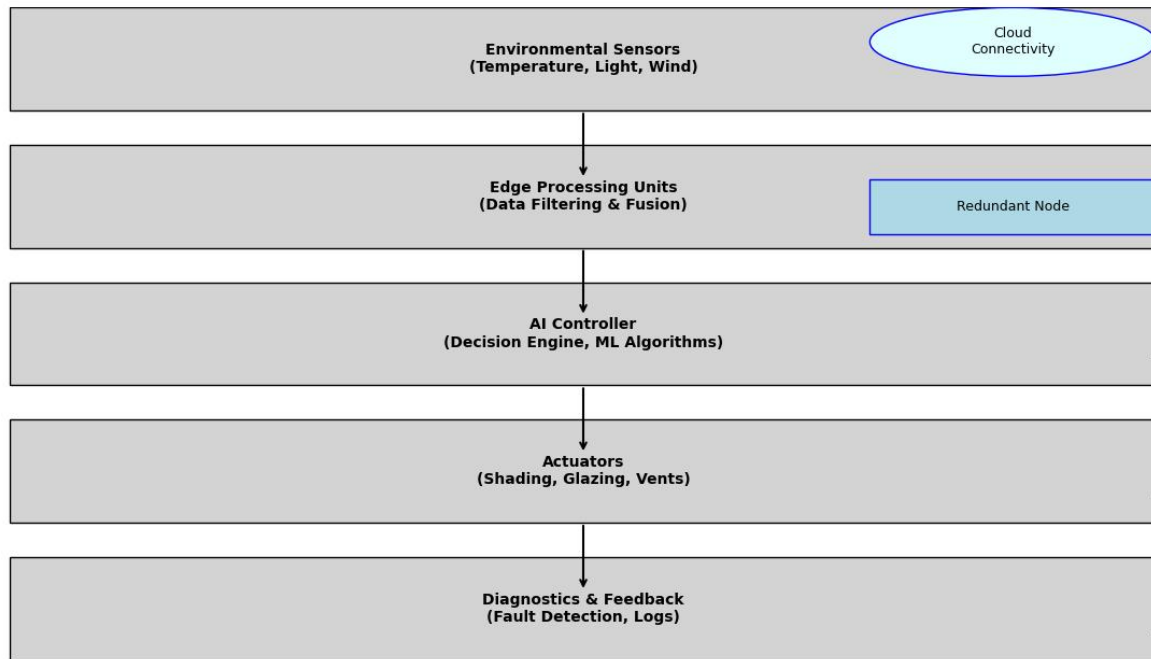 Environmental Sensors
(Temperature, Light, Wind)
Cloud
Connectivity
Edge Processing Units
(Data Filtering & Fusion)
Redundant Node
AI Controller
(Decision Engine, ML Algorithms)
Actuators
(Shading, Glazing, Vents)
Diagnostics & Feedback
(Fault Detection, Logs)